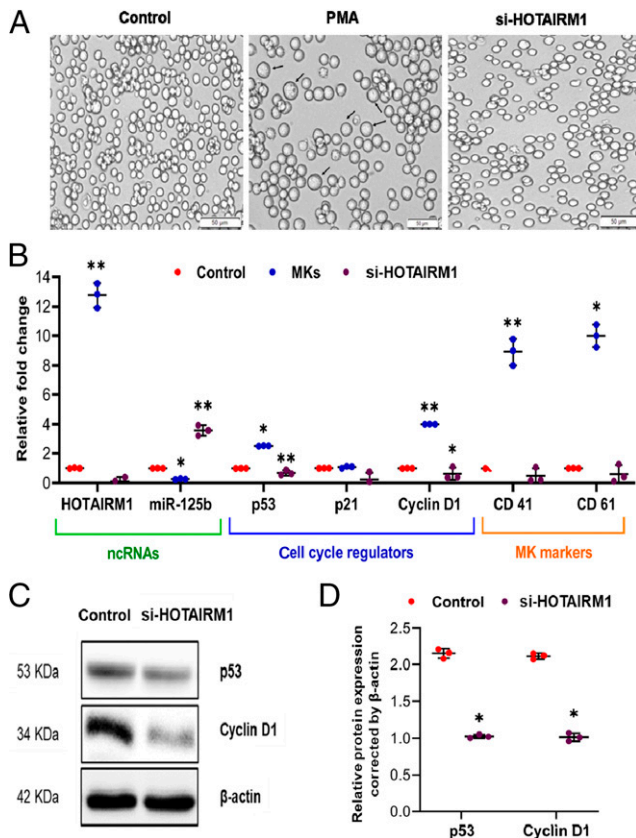 A
Control
PMA
si-HOTAIRM1
50 µm
50 µm
50 µm
B
Control
MKs
si-HOTAIRM1
Relative fold change
14
12
10
8
6
4
2
0
**
*
**
*
**
**
*
**
*
HOTAIRM1
miR-125b
p53
p21
Cyclin D1
CD 41
CD 61
ncRNAs
Cell cycle regulators
MK markers
C
Control si-HOTAIRM1
53 KDa
p53
34 KDa
Cyclin D1
42 KDa
β-actin
D
Control
si-HOTAIRM1
Relative protein expression
corrected by β-actin
2.5
2.0
1.5
1.0
0.5
0.0
*
*
p53
Cyclin D1